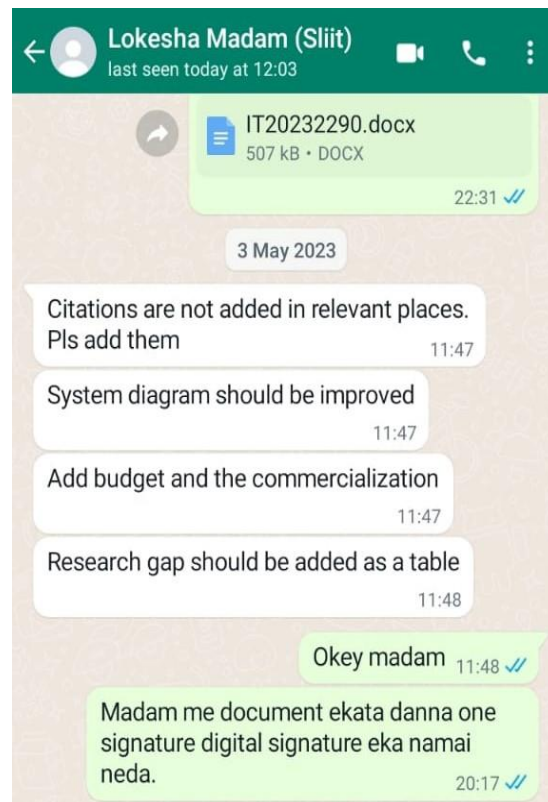 Lokesha Madam (Sliit)
last seen today at 12:03
IT20232290.docx
507 kB • DOCX
22:31
3 May 2023
Citations are not added in relevant places.
Pls add them
11:47
System diagram should be improved
11:47
Add budget and the commercialization
11:47
Research gap should be added as a table
11:48
Okey madam 11:48
Madam me document ekata danna one
signature digital signature eka namai
neda.
20:17